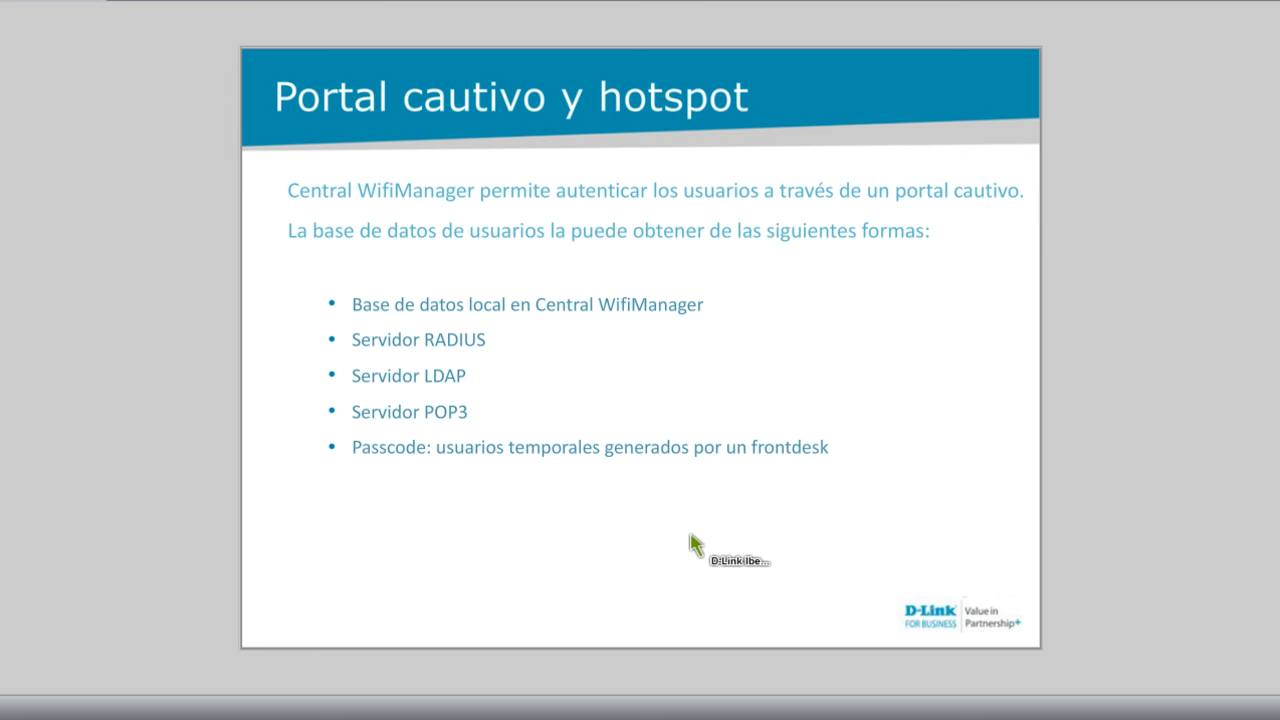 Portal cautivo y hotspot
Central WifiManager permite autenticar los usuarios a través de un portal cautivo.
La base de datos de usuarios la puede obtener de las siguientes formas:
• Base de datos local en Central WifiManager
• Servidor RADIUS
• Servidor LDAP
• Servidor POP3
• Passcode: usuarios temporales generados por un frontdesk
D-Link Ibe...
D-Link
FOR BUSINESS
Value in
Partnership+